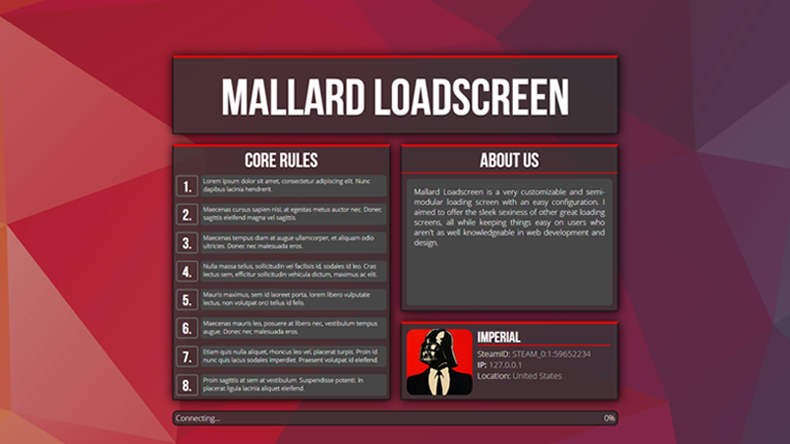 MALLARD LOADSCREEN
CORE RULES
1. Lorem ipsum dolor sit amet, consectetur adipiscing elit. Nunc
dapibus lacinia hendrerit.
2. Maecenas cursus sapien nisi, at egestas metus auctor nec. Donec
sagittis eleifend magna vel sagittis.
3. Maecenas tempus diam at augue ullamcorper, et aliquam odio
ultricies. Donec nec malesuada eros.
4. Nulla massa tellus, sollicitudin vel facilisis id, sodales id leo. Cras
lectus sem, efficitur sollicitudin vehicula dictum, maximus ac elit.
5. Mauris maximus, sem id laoreet porta, lorem libero vulputate
lectus, non volutpat orci tellus id felis.
6. Maecenas mauris leo, posuere at libero nec, vestibulum tempus
augue. Donec nec malesuada eros.
7. Etiam quis nulla aliquet, rhoncus leo vel, placerat turpis. Proin id
nunc quis lacus sodales imperdiet. Praesent volutpat id eleifend.
8. Proin sagittis at sem at vestibulum. Suspendisse potenti. In
placerat ligula lacinia aliquet eleifend.
ABOUT US
Mallard Loadscreen is a very customizable and semi-
modular loading screen with an easy configuration. I
aimed to offer the sleek sexiness of other great loading
screens, all while keeping things easy on users who
aren't as well knowledgeable in web development and
design.
IMPERIAL
SteamID: STEAM_0:1:59652234
IP: 127.0.0.1
Location: United States
Connecting... 0%